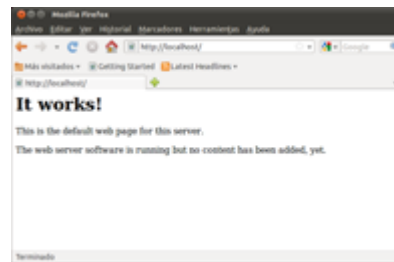 Mozilla Firefox
Archivo Editar Ver Historial Marcadores Herramientas Ayuda
http://localhost/
Google
Más visitados Getting Started Latest Headlines
http://localhost/
It works!
This is the default web page for this server.
The web server software is running but no content has been added, yet.
Terminado